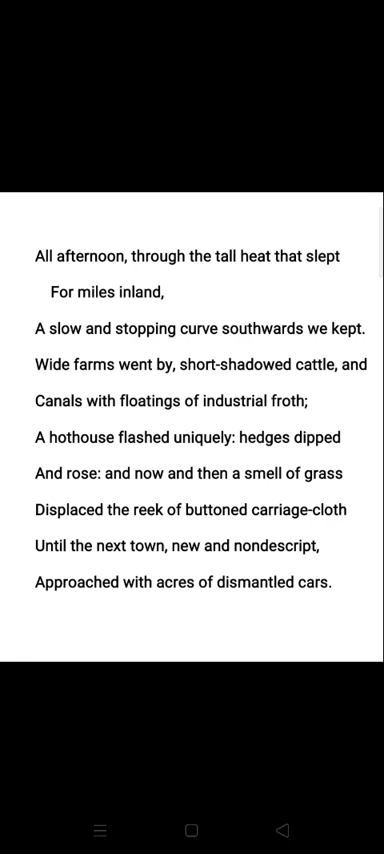 All afternoon, through the tall heat that slept
For miles inland,
A slow and stopping curve southwards we kept.
Wide farms went by, short-shadowed cattle, and
Canals with floatings of industrial froth;
A hothouse flashed uniquely: hedges dipped
And rose: and now and then a smell of grass
Displaced the reek of buttoned carriage-cloth
Until the next town, new and nondescript,
Approached with acres of dismantled cars.